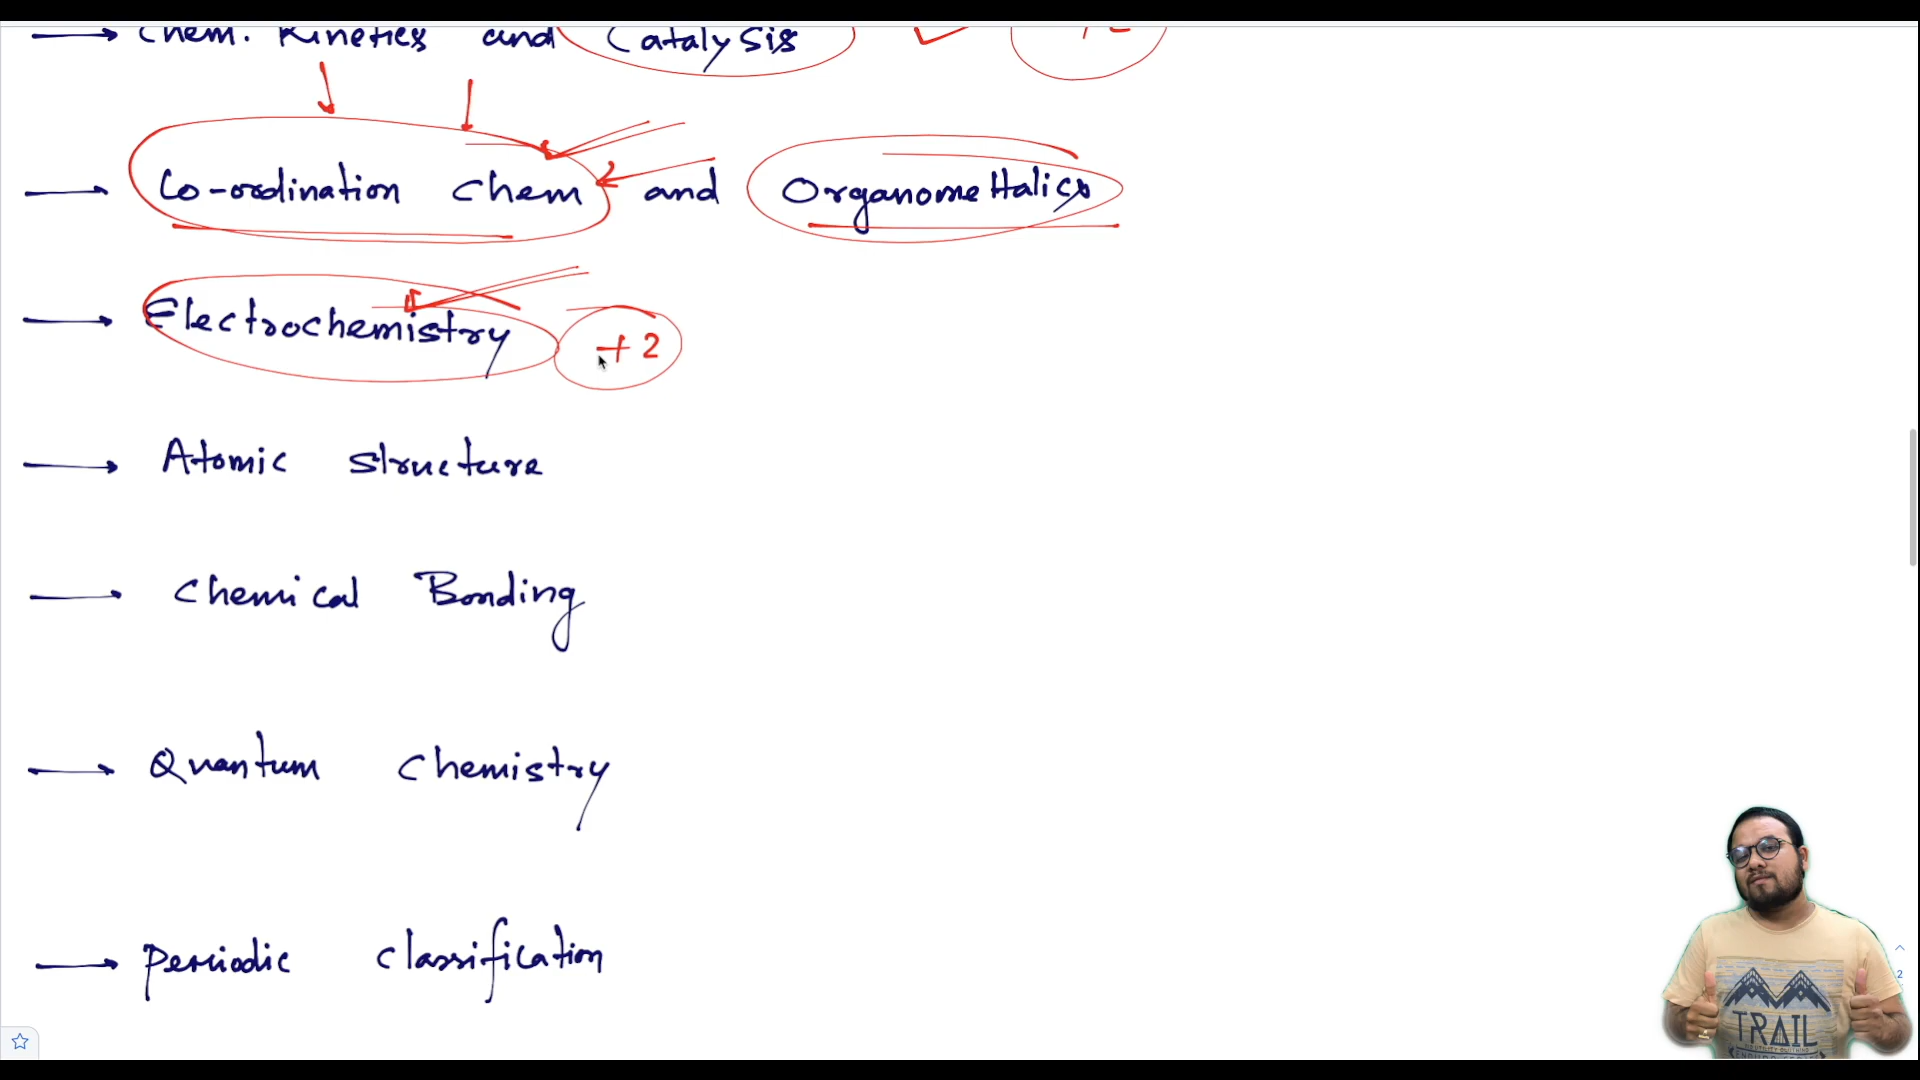 → Chem. Kinetics and Catalysis ✓
→ Co-ordination Chem and Organometallics
→ Electrochemistry +2
→ Atomic structure
→ Chemical Bonding
→ Quantum Chemistry
→ Periodic Classification
2
TRAIL